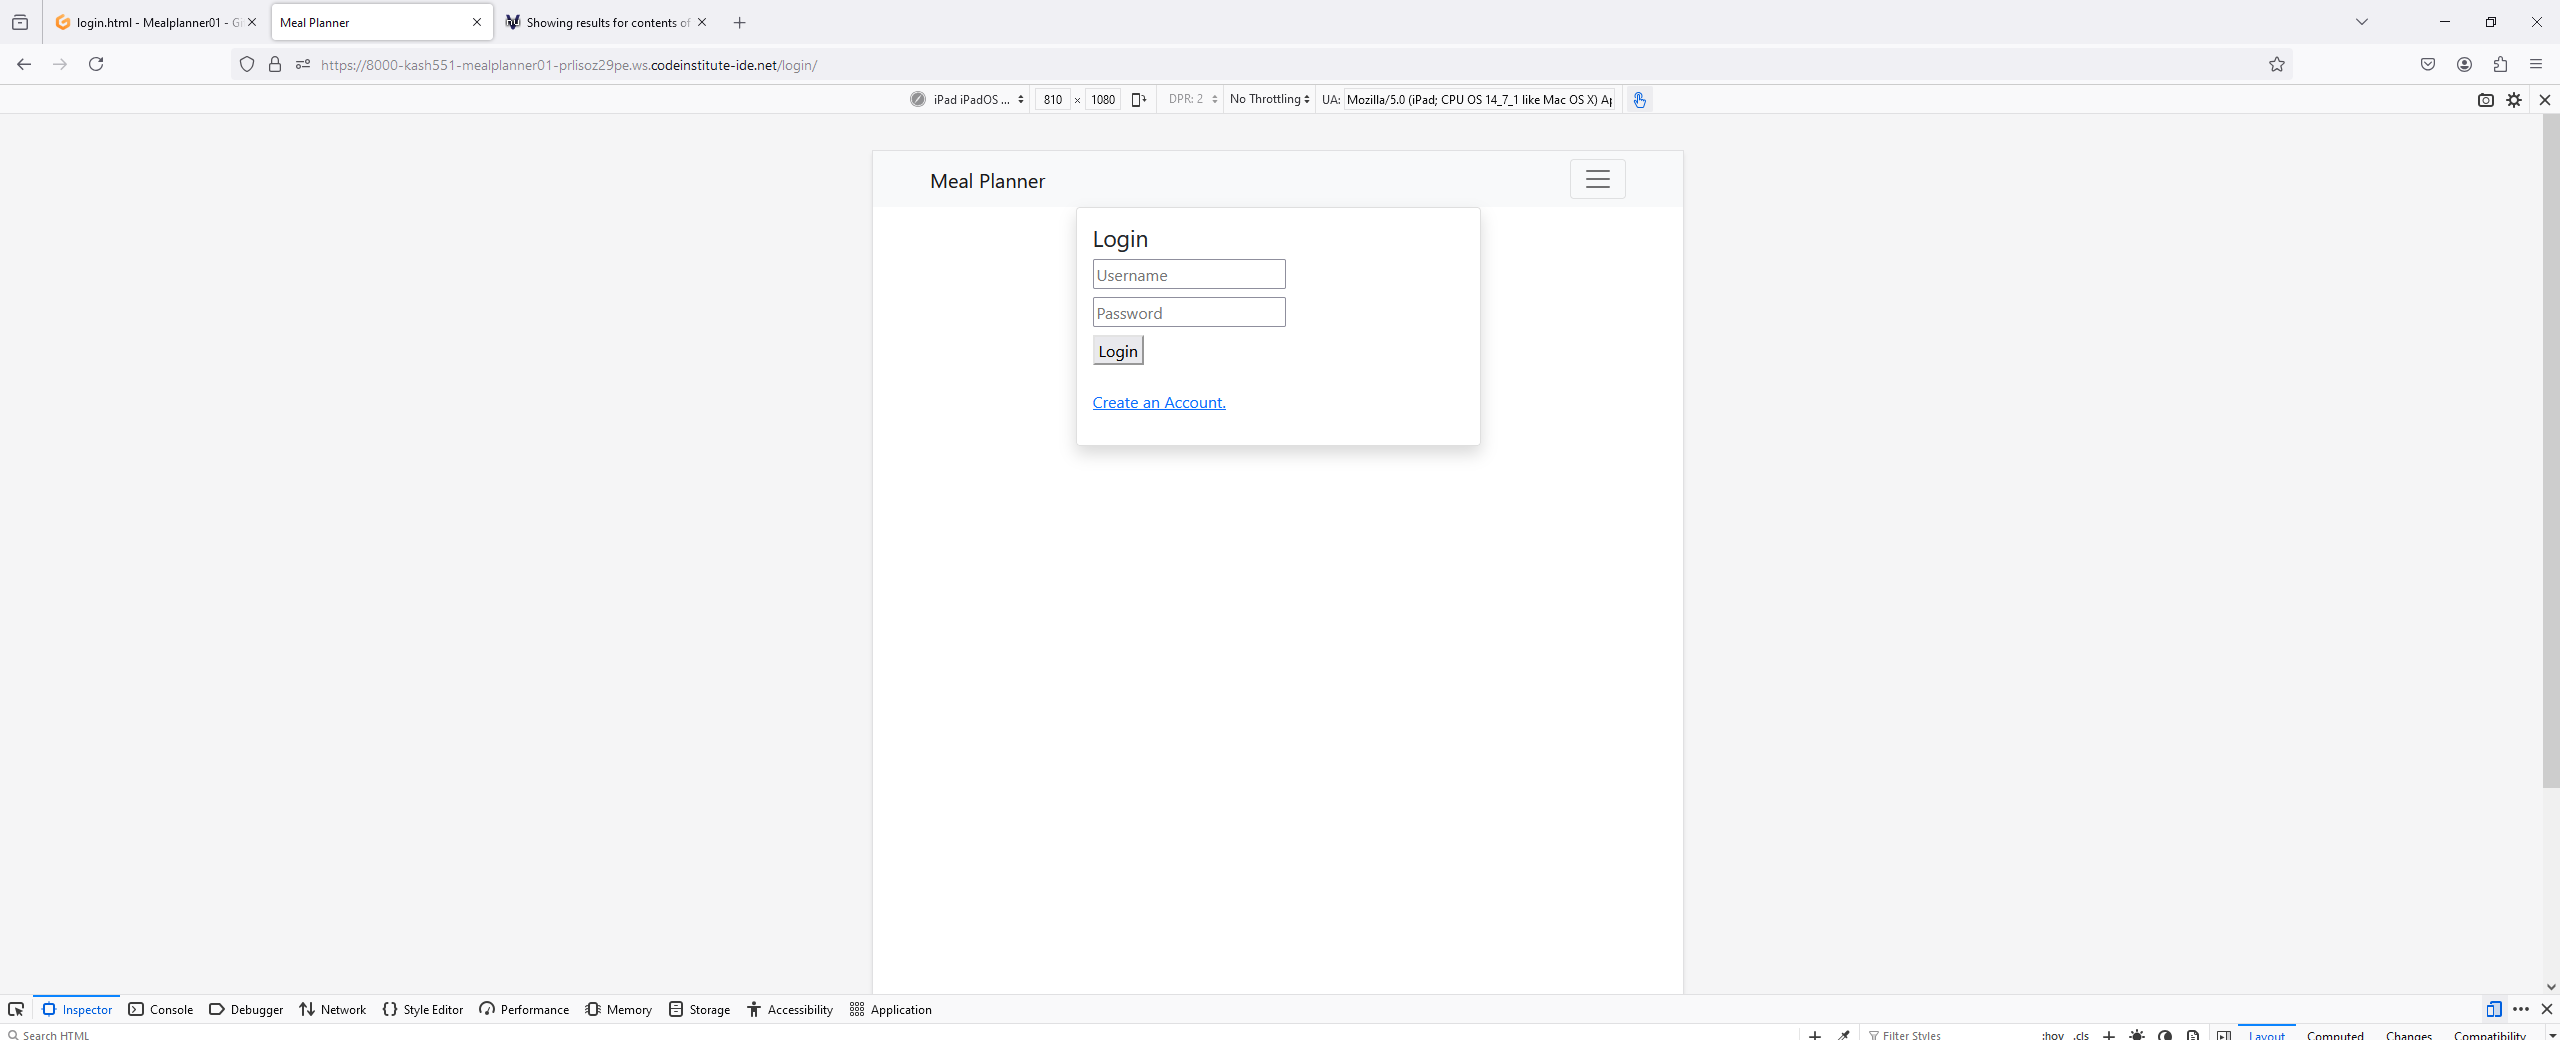 login.html - Mealplanner01 - Gi
Meal Planner
Showing results for contents of
https://8000-kash551-mealplanner01-prlisoz29pe.ws.codeinstitute-ide.net/login/
iPad iPadOS ... 810 × 1080 DPR: 2 No Throttling UA: Mozilla/5.0 (iPad; CPU OS 14_7_1 like Mac OS X) Ap
Meal Planner
Login
Username
Password
Login
Create an Account.
Inspector Console Debugger Network Style Editor Performance Memory Storage Accessibility Application
Search HTML Filter Styles :hov .cls Layout Computed Changes Compatibility